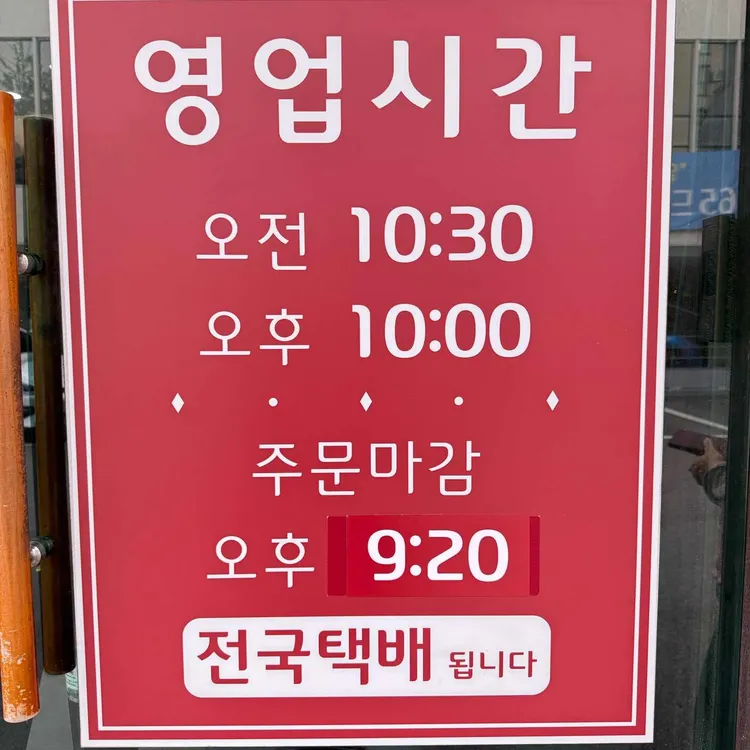 영업시간
오전 10:30
오후 10:00
주문마감
오후 9:20
전국택배 됩니다